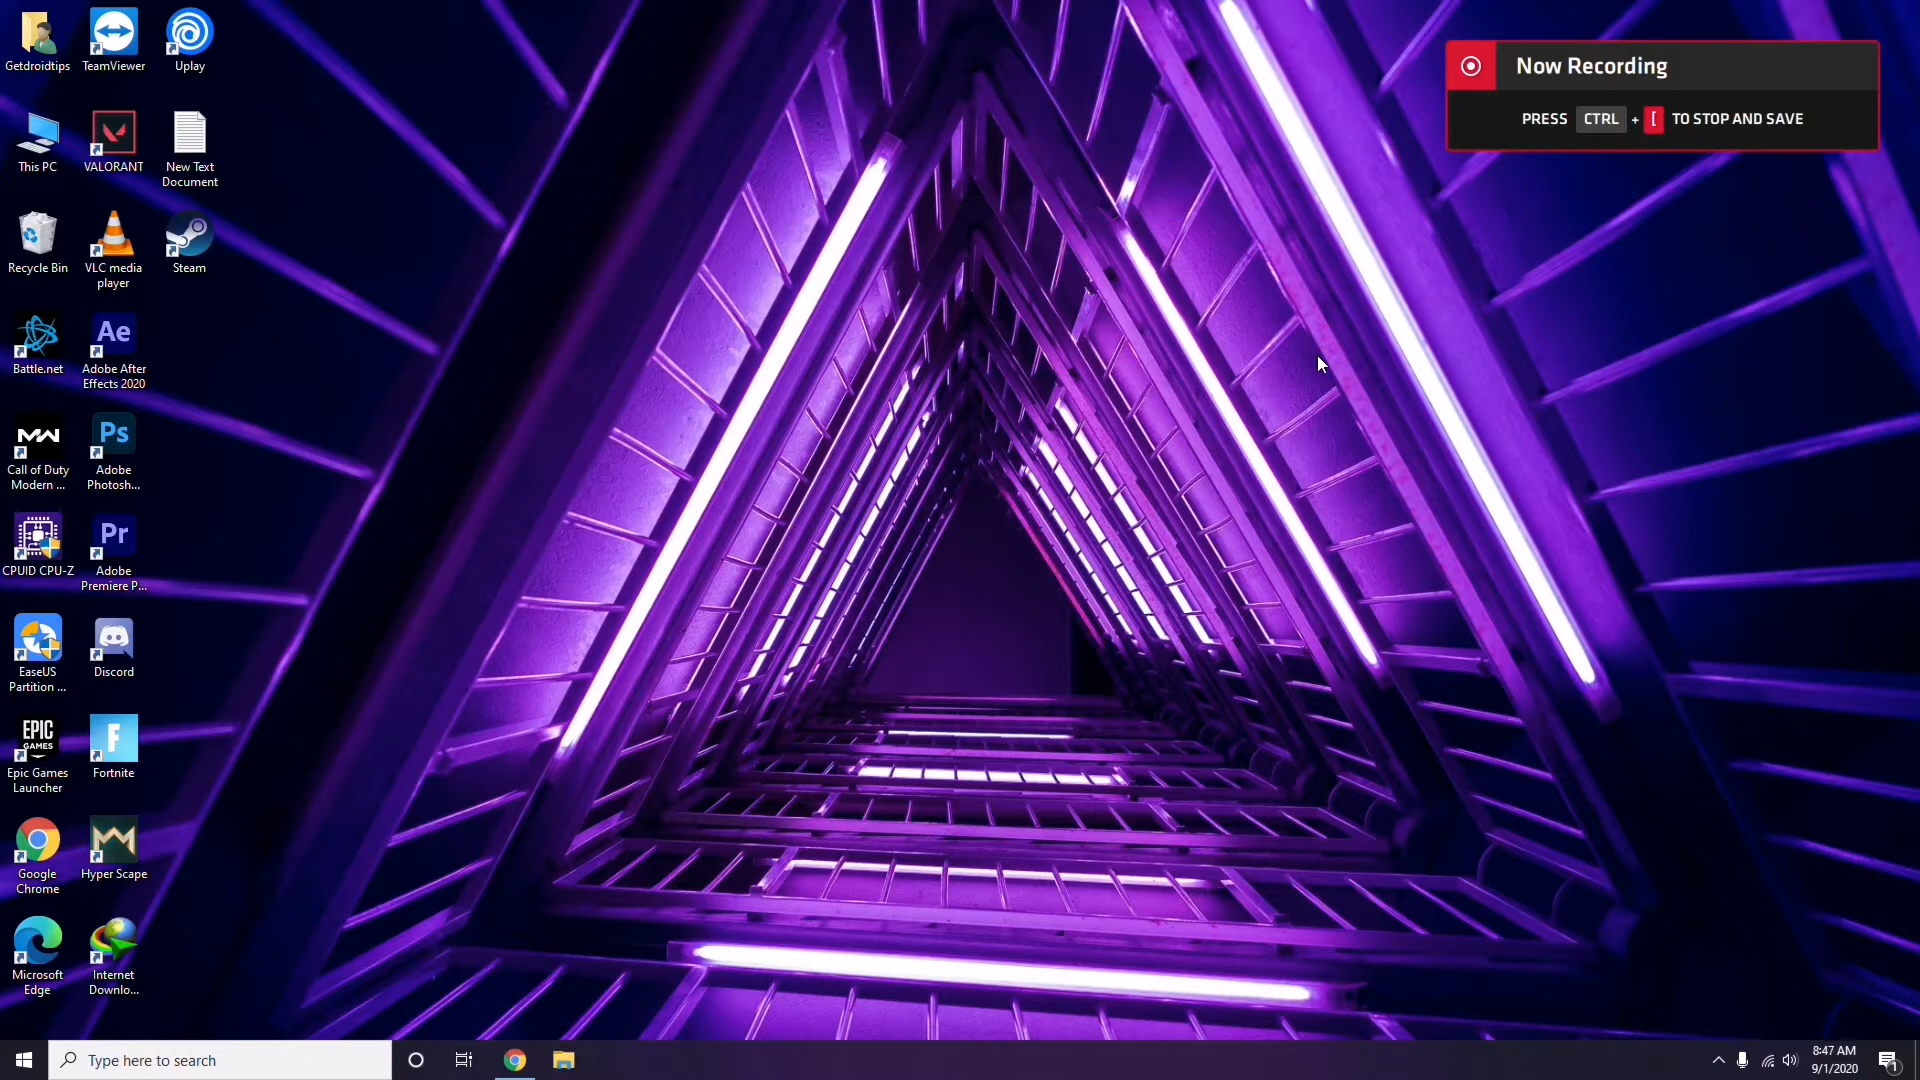 Getdroidtips
TeamViewer
Uplay
This PC
VALORANT
New Text
Document
Recycle Bin
VLC media
player
Steam
Battle.net
Ae
Adobe After
Effects 2020
MW
Call of Duty
Modern ...
Ps
Adobe
Photosh...
CPUID CPU-Z
Pr
Adobe
Premiere P...
EaseUS
Partition ...
Discord
EPIC
GAMES
Epic Games
Launcher
F
Fortnite
Google
Chrome
Hyper Scape
Microsoft
Edge
Internet
Downlo...
Now Recording
PRESS CTRL + [ TO STOP AND SAVE
Type here to search
8:47 AM
9/1/2020
1